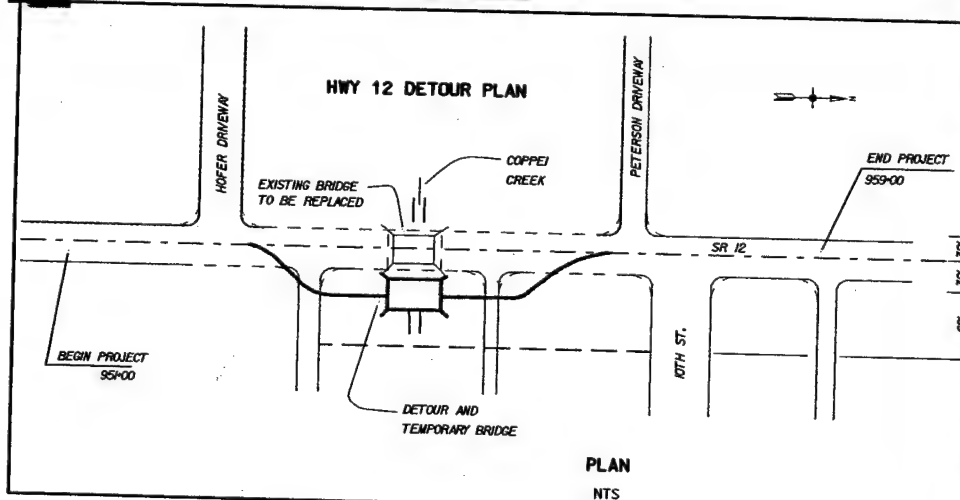 HWY 12 DETOUR PLAN
HOFER DRIVEWAY
PETERSON DRIVEWAY
N
COPPEI
CREEK
EXISTING BRIDGE
TO BE REPLACED
END PROJECT
959+00
SR 12
BEGIN PROJECT
951+00
10TH ST.
DETOUR AND
TEMPORARY BRIDGE
PLAN
NTS